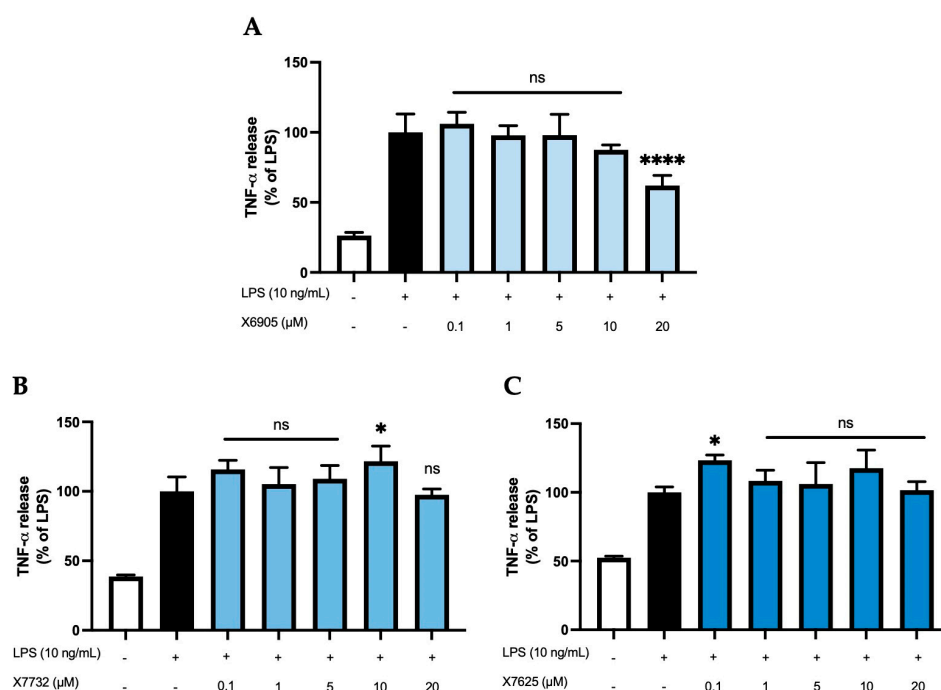 A
TNF-α release
(% of LPS)
150
100
50
0
ns
****
LPS (10 ng/mL) - + + + + + +
X6905 (µM) - - 0.1 1 5 10 20
B
TNF-α release
(% of LPS)
150
100
50
0
ns
*
ns
LPS (10 ng/mL) - + + + + + +
X7732 (µM) - - 0.1 1 5 10 20
C
TNF-α release
(% of LPS)
150
100
50
0
*
ns
LPS (10 ng/mL) - + + + + + +
X7625 (µM) - - 0.1 1 5 10 20